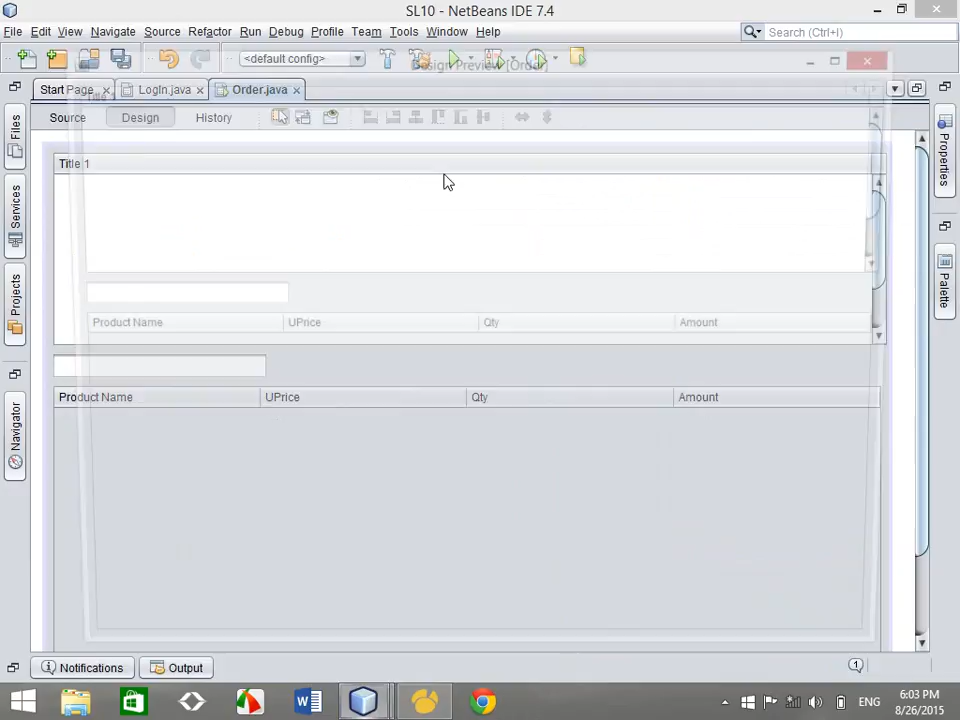 SL10 - NetBeans IDE 7.4
File Edit View Navigate Source Refactor Run Debug Profile Team Tools Window Help
Search (Ctrl+I)
<default config>
Design Preview [Order]
Start Page LogIn.java Order.java
Title 1
Source Design History
Files
Services
Projects
Navigator
Properties
Palette
Title 1
Product Name UPrice Qty Amount
Product Name UPrice Qty Amount
Notifications Output
1
ENG
6:03 PM
8/26/2015